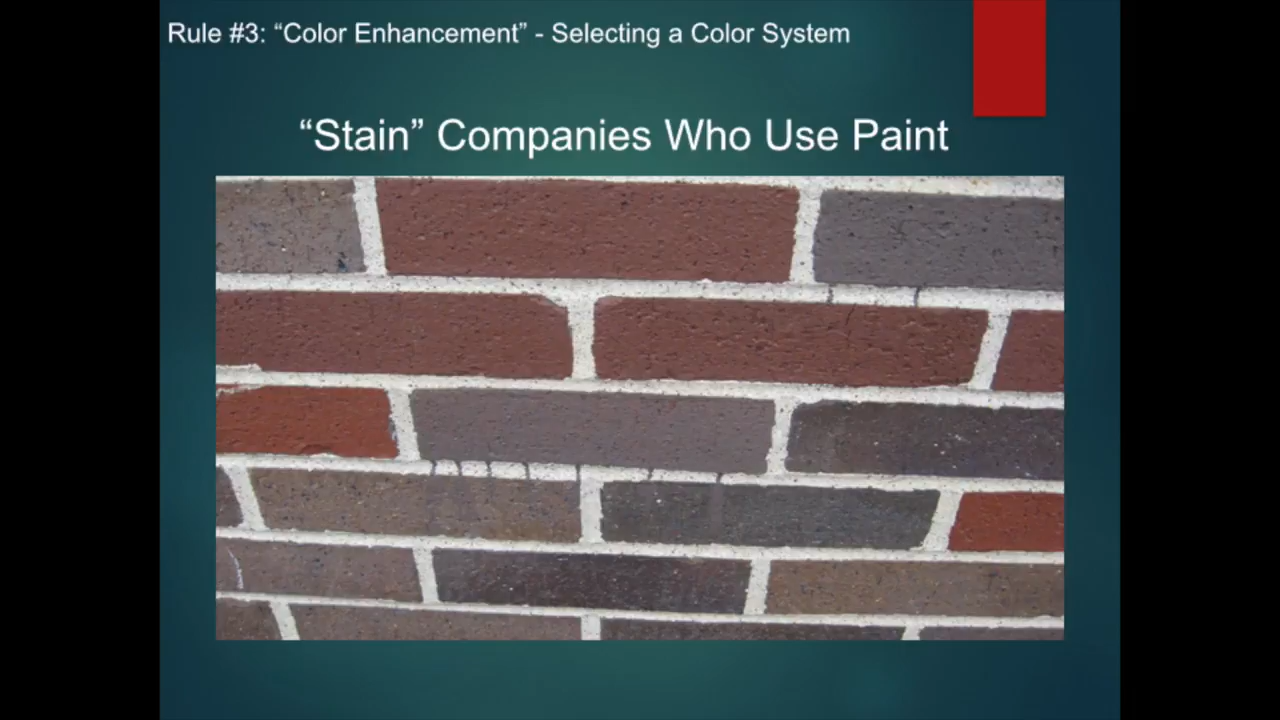 Rule #3: “Color Enhancement” - Selecting a Color System
“Stain” Companies Who Use Paint